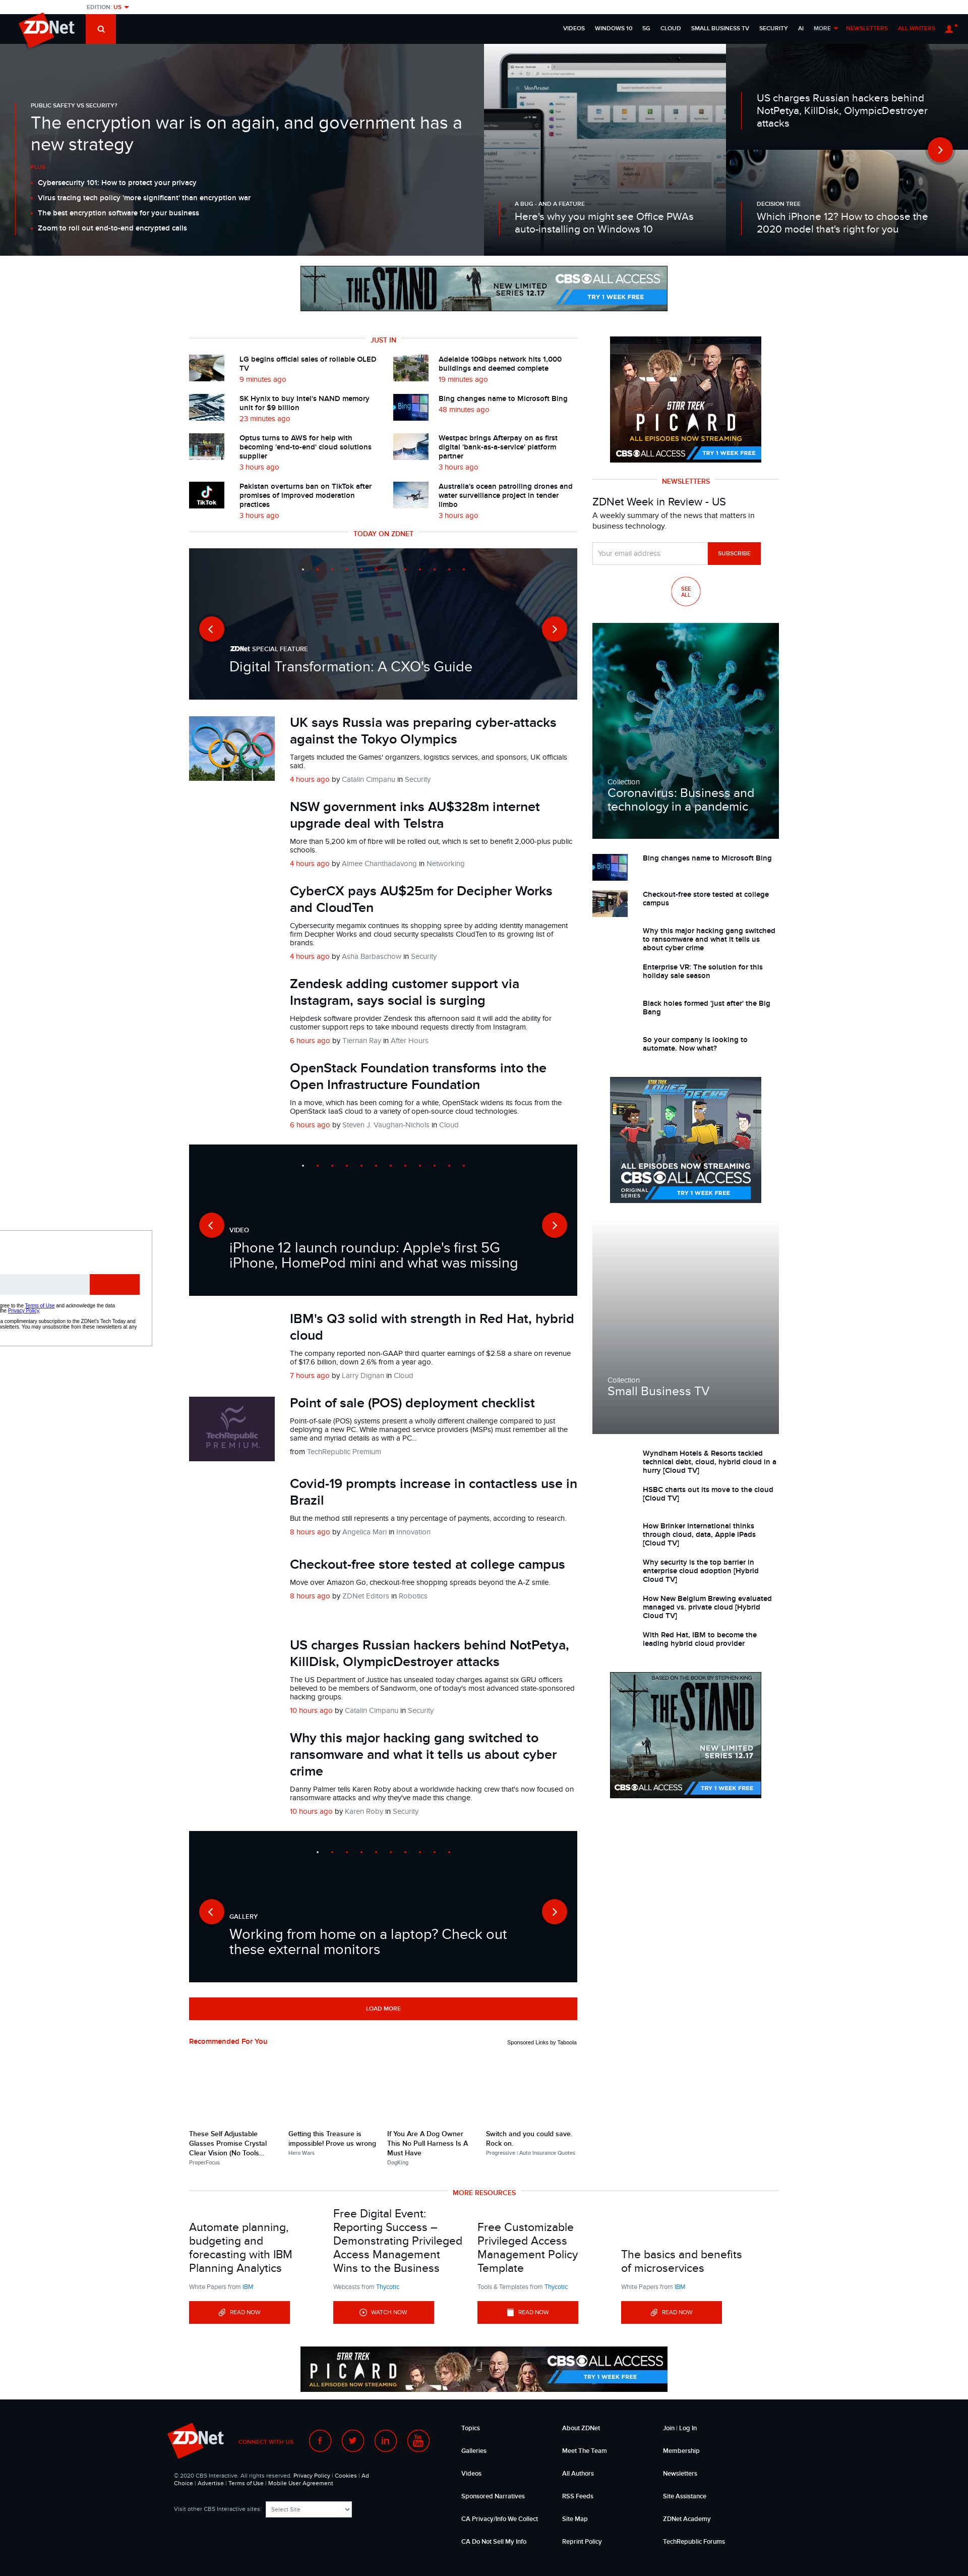 EDITION: US
ZDNet
VIDEOS WINDOWS 10 5G CLOUD SMALL BUSINESS TV SECURITY AI MORE NEWSLETTERS ALL WRITERS
PUBLIC SAFETY VS SECURITY?
The encryption war is on again, and government has a
new strategy
PLUS
Cybersecurity 101: How to protect your privacy
Virus tracing tech policy 'more significant' than encryption war
The best encryption software for your business
Zoom to roll out end-to-end encrypted calls
A BUG - AND A FEATURE
Here's why you might see Office PWAs
auto-installing on Windows 10
US charges Russian hackers behind
NotPetya, KillDisk, OlympicDestroyer
attacks
DECISION TREE
Which iPhone 12? How to choose the
2020 model that's right for you
THE STAND
NEW LIMITED
SERIES 12.17
CBS ALL ACCESS
TRY 1 WEEK FREE
JUST IN
LG begins official sales of rollable OLED
TV
9 minutes ago
Adelaide 10Gbps network hits 1,000
buildings and deemed complete
19 minutes ago
SK Hynix to buy Intel's NAND memory
unit for $9 billion
23 minutes ago
Bing changes name to Microsoft Bing
48 minutes ago
Optus turns to AWS for help with
becoming 'end-to-end' cloud solutions
supplier
3 hours ago
Westpac brings Afterpay on as first
digital 'bank-as-a-service' platform
partner
3 hours ago
Pakistan overturns ban on TikTok after
promises of improved moderation
practices
3 hours ago
Australia's ocean patrolling drones and
water surveillance project in tender
limbo
3 hours ago
STAR TREK
PICARD
ALL EPISODES NOW STREAMING
CBS ALL ACCESS TRY 1 WEEK FREE
NEWSLETTERS
ZDNet Week in Review - US
A weekly summary of the news that matters in
business technology.
Your email address SUBSCRIBE
SEE
ALL
TODAY ON ZDNET
ZDNet SPECIAL FEATURE
Digital Transformation: A CXO's Guide
UK says Russia was preparing cyber-attacks
against the Tokyo Olympics
Targets included the Games' organizers, logistics services, and sponsors, UK officials
said.
4 hours ago by Catalin Cimpanu in Security
NSW government inks AU$328m internet
upgrade deal with Telstra
More than 5,200 km of fibre will be rolled out, which is set to benefit 2,000-plus public
schools.
4 hours ago by Aimee Chanthadavong in Networking
CyberCX pays AU$25m for Decipher Works
and CloudTen
Cybersecurity megamix continues its shopping spree by adding identity management
firm Decipher Works and cloud security specialists CloudTen to its growing list of
brands.
4 hours ago by Asha Barbaschow in Security
Zendesk adding customer support via
Instagram, says social is surging
Helpdesk software provider Zendesk this afternoon said it will add the ability for
customer support reps to take inbound requests directly from Instagram.
6 hours ago by Tiernan Ray in After Hours
OpenStack Foundation transforms into the
Open Infrastructure Foundation
In a move, which has been coming for a while, OpenStack widens its focus from the
OpenStack IaaS cloud to a variety of open-source cloud technologies.
6 hours ago by Steven J. Vaughan-Nichols in Cloud
Collection
Coronavirus: Business and
technology in a pandemic
Bing changes name to Microsoft Bing
Checkout-free store tested at college
campus
Why this major hacking gang switched
to ransomware and what it tells us
about cyber crime
Enterprise VR: The solution for this
holiday sale season
Black holes formed 'just after' the Big
Bang
So your company is looking to
automate. Now what?
STAR TREK
LOWER DECKS
ALL EPISODES NOW STREAMING
CBS ALL ACCESS
ORIGINAL
SERIES
TRY 1 WEEK FREE
VIDEO
iPhone 12 launch roundup: Apple's first 5G
iPhone, HomePod mini and what was missing
gree to the Terms of Use and acknowledge the data
the Privacy Policy.
a complimentary subscription to the ZDNet's Tech Today and
wsletters. You may unsubscribe from these newsletters at any
IBM's Q3 solid with strength in Red Hat, hybrid
cloud
The company reported non-GAAP third quarter earnings of $2.58 a share on revenue
of $17.6 billion, down 2.6% from a year ago.
7 hours ago by Larry Dignan in Cloud
TechRepublic
PREMIUM
Point of sale (POS) deployment checklist
Point-of-sale (POS) systems present a wholly different challenge compared to just
deploying a new PC. While managed service providers (MSPs) must remember all the
same and myriad details as with a PC...
from TechRepublic Premium
Covid-19 prompts increase in contactless use in
Brazil
But the method still represents a tiny percentage of payments, according to research.
8 hours ago by Angelica Mari in Innovation
Checkout-free store tested at college campus
Move over Amazon Go, checkout-free shopping spreads beyond the A-Z smile.
8 hours ago by ZDNet Editors in Robotics
US charges Russian hackers behind NotPetya,
KillDisk, OlympicDestroyer attacks
The US Department of Justice has unsealed today charges against six GRU officers
believed to be members of Sandworm, one of today's most advanced state-sponsored
hacking groups.
10 hours ago by Catalin Cimpanu in Security
Why this major hacking gang switched to
ransomware and what it tells us about cyber
crime
Danny Palmer tells Karen Roby about a worldwide hacking crew that's now focused on
ransomware attacks and why they've made this change.
10 hours ago by Karen Roby in Security
Collection
Small Business TV
Wyndham Hotels & Resorts tackled
technical debt, cloud, hybrid cloud in a
hurry [Cloud TV]
HSBC charts out its move to the cloud
[Cloud TV]
How Brinker International thinks
through cloud, data, Apple iPads
[Cloud TV]
Why security is the top barrier in
enterprise cloud adoption [Hybrid
Cloud TV]
How New Belgium Brewing evaluated
managed vs. private cloud [Hybrid
Cloud TV]
With Red Hat, IBM to become the
leading hybrid cloud provider
BASED ON THE BOOK BY STEPHEN KING
THE STAND
NEW LIMITED
SERIES 12.17
CBS ALL ACCESS TRY 1 WEEK FREE
GALLERY
Working from home on a laptop? Check out
these external monitors
LOAD MORE
Recommended For You
Sponsored Links by Taboola
These Self Adjustable
Glasses Promise Crystal
Clear Vision (No Tools...
ProperFocus
Getting this Treasure is
impossible! Prove us wrong
Hero Wars
If You Are A Dog Owner
This No Pull Harness Is A
Must Have
DogKing
Switch and you could save.
Rock on.
Progressive | Auto Insurance Quotes
MORE RESOURCES
Automate planning,
budgeting and
forecasting with IBM
Planning Analytics
White Papers from IBM
READ NOW
Free Digital Event:
Reporting Success –
Demonstrating Privileged
Access Management
Wins to the Business
Webcasts from Thycotic
WATCH NOW
Free Customizable
Privileged Access
Management Policy
Template
Tools & Templates from Thycotic
READ NOW
The basics and benefits
of microservices
White Papers from IBM
READ NOW
STAR TREK
PICARD
ALL EPISODES NOW STREAMING
CBS ALL ACCESS
TRY 1 WEEK FREE
ZDNet
CONNECT WITH US
© 2020 CBS Interactive. All rights reserved. Privacy Policy | Cookies | Ad
Choice | Advertise | Terms of Use | Mobile User Agreement
Visit other CBS Interactive sites: Select Site
Topics
Galleries
Videos
Sponsored Narratives
CA Privacy/Info We Collect
CA Do Not Sell My Info
About ZDNet
Meet The Team
All Authors
RSS Feeds
Site Map
Reprint Policy
Join | Log In
Membership
Newsletters
Site Assistance
ZDNet Academy
TechRepublic Forums